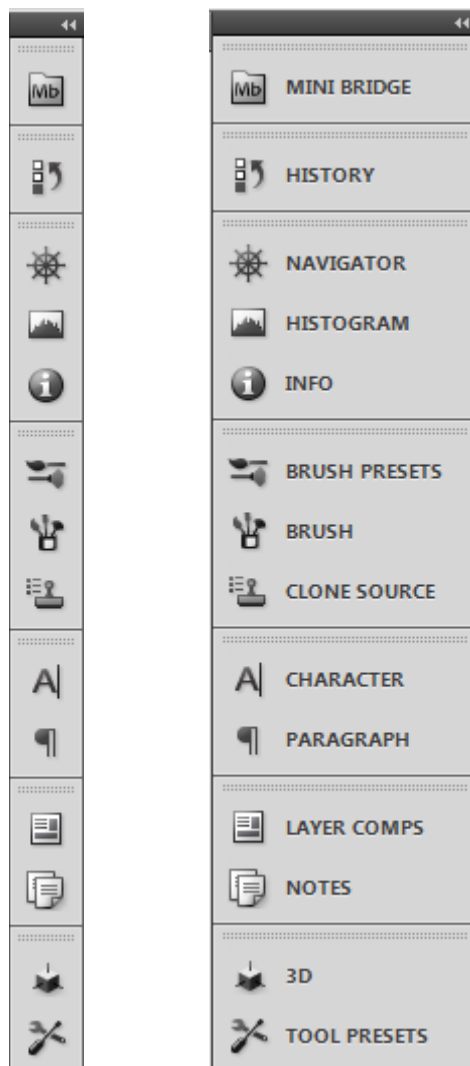 Mb
Mb MINI BRIDGE
HISTORY
NAVIGATOR
HISTOGRAM
INFO
BRUSH PRESETS
BRUSH
CLONE SOURCE
A
A CHARACTER
PARAGRAPH
LAYER COMPS
NOTES
3D
TOOL PRESETS